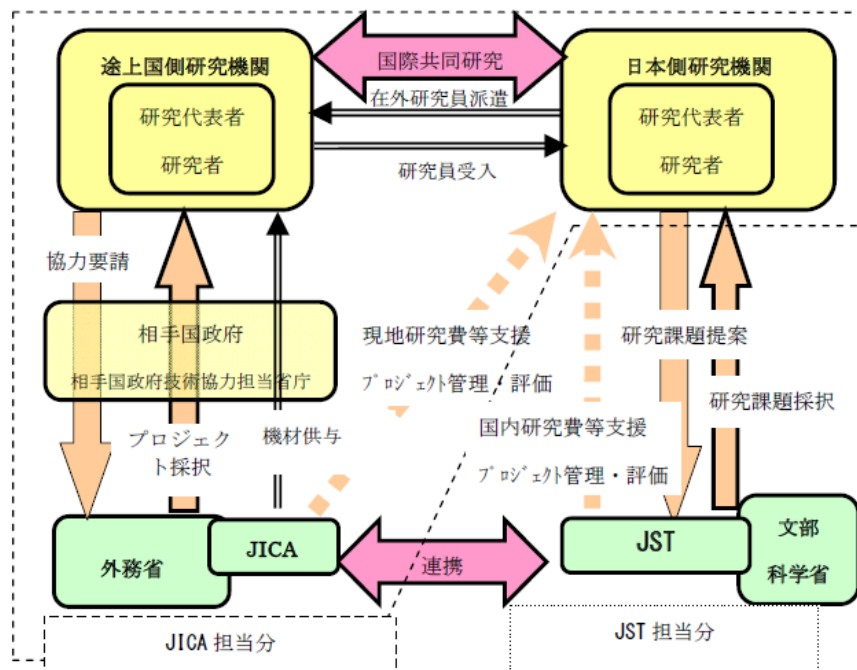 途上国側研究機関
研究代表者
研究者
国際共同研究
在外研究員派遣
研究員受入
日本側研究機関
研究代表者
研究者
協力要請
相手国政府
相手国政府技術協力担当省庁
プロジェク
ト採択
機材供与
現地研究費等支援
ﾌﾟﾛｼﾞｪｸﾄ管理・評価
国内研究費等支援
ﾌﾟﾛｼﾞｪｸﾄ管理・評価
研究課題提案
研究課題採択
外務省
JICA
連携
JST
文部
科学省
JICA 担当分
JST 担当分